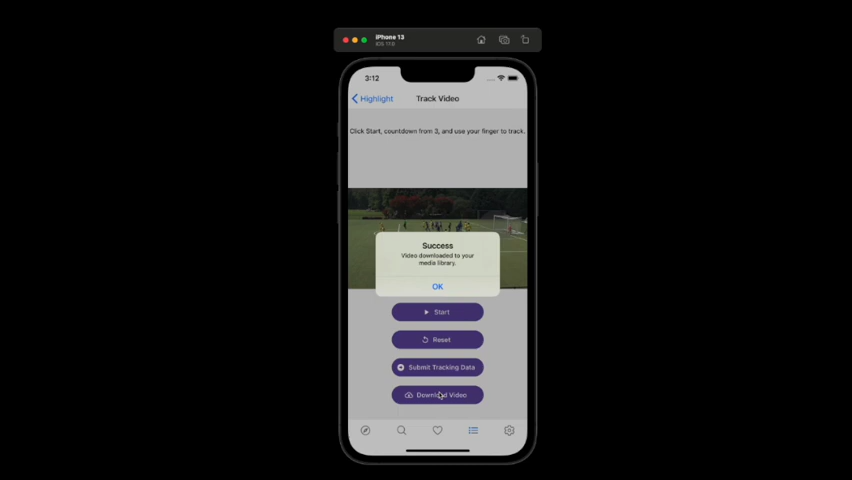 iPhone 13
iOS 17.0
3:12
Highlight
Track Video
Click Start, countdown from 3, and use your finger to track.
Success
Video downloaded to your
media library.
OK
Start
Reset
Submit Tracking Data
Download Video